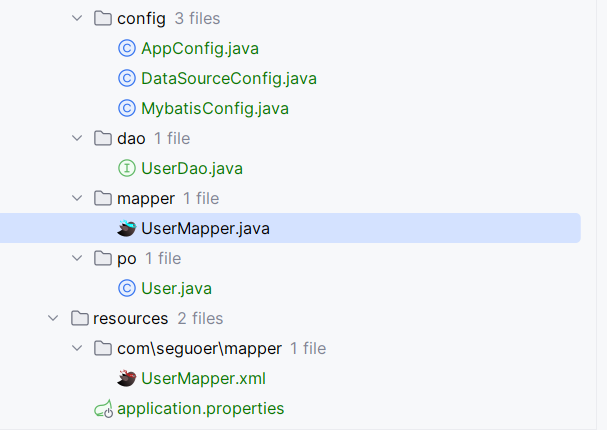 config 3 files
AppConfig.java
DataSourceConfig.java
MybatisConfig.java
dao 1 file
UserDao.java
mapper 1 file
UserMapper.java
po 1 file
User.java
resources 2 files
com\seguoer\mapper 1 file
UserMapper.xml
application.properties